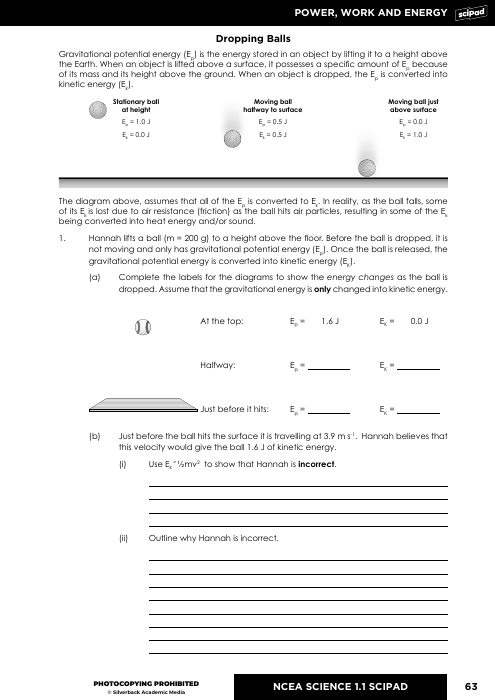 POWER, WORK AND ENERGY scipad
Dropping Balls
Gravitational potential energy (Ep) is the energy stored in an object by lifting it to a height above
the Earth. When an object is lifted above a surface, it possesses a specific amount of Ep because
of its mass and its height above the ground. When an object is dropped, the Ep is converted into
kinetic energy (Ek).
Stationary ball
at height
Ep = 1.0 J
Ek = 0.0 J
Moving ball
halfway to surface
Ep = 0.5 J
Ek = 0.5 J
Moving ball just
above surface
Ep = 0.0 J
Ek = 1.0 J
The diagram above, assumes that all of the Ep is converted to Ek. In reality, as the ball falls, some
of its Ek is lost due to air resistance (friction) as the ball hits air particles, resulting in some of the Ek
being converted into heat energy and/or sound.
1. Hannah lifts a ball (m = 200 g) to a height above the floor. Before the ball is dropped, it is
not moving and only has gravitational potential energy (Ep). Once the ball is released, the
gravitational potential energy is converted into kinetic energy (Ek).
(a) Complete the labels for the diagrams to show the energy changes as the ball is
dropped. Assume that the gravitational energy is only changed into kinetic energy.
At the top: Ep = 1.6 J EK = 0.0 J
Halfway: Ep = ________ EK = ________
Just before it hits: Ep = ________ EK = ________
(b) Just before the ball hits the surface it is travelling at 3.9 m s⁻¹. Hannah believes that
this velocity would give the ball 1.6 J of kinetic energy.
(i) Use Ek = ½mv² to show that Hannah is incorrect.
(ii) Outline why Hannah is incorrect.
PHOTOCOPYING PROHIBITED
© Silverback Academic Media
NCEA SCIENCE 1.1 SCIPAD
63